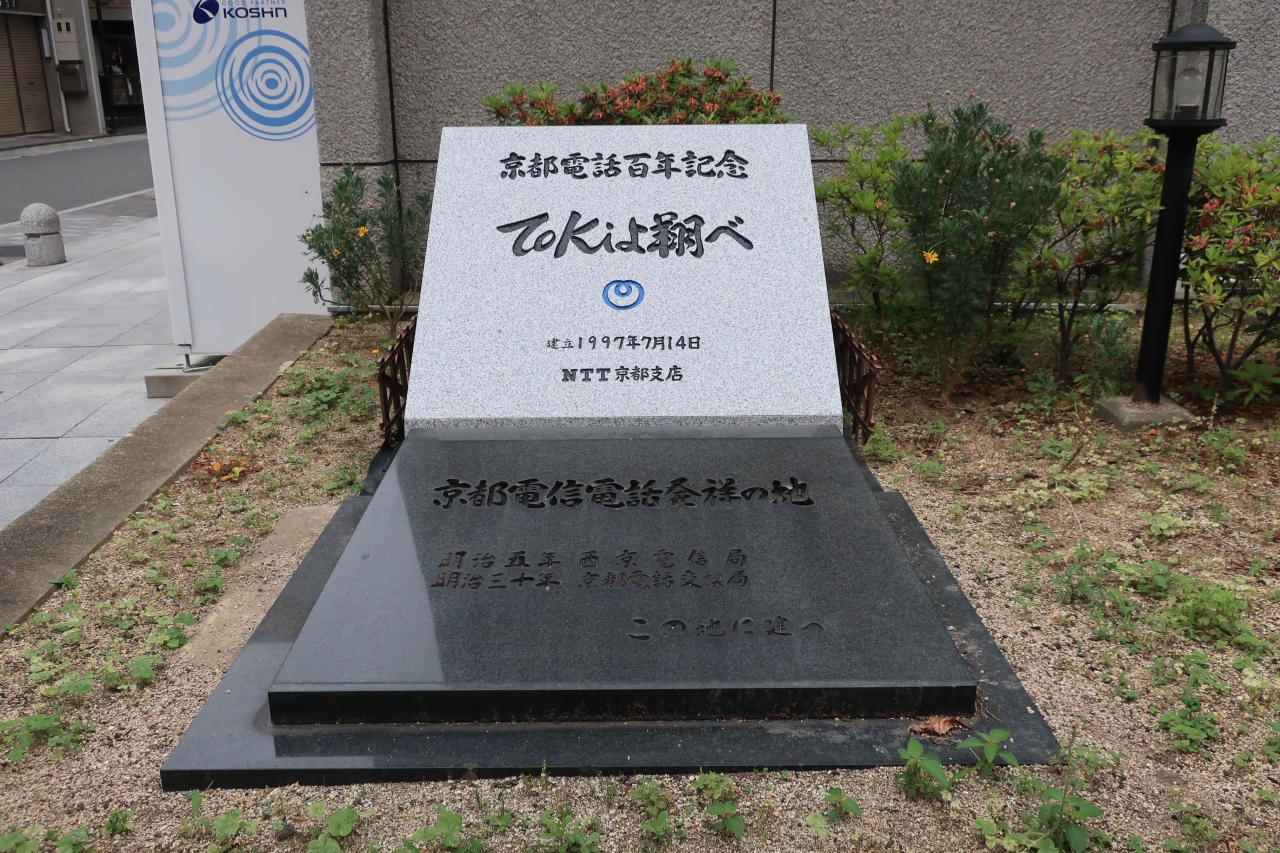 GOOD PARTNER
KOSHN
京都電話百年記念
ToKiよ翔べ
建立1997年7月14日
NTT京都支店
京都電信電話発祥の地
明治五年 西京電信局
明治三十年 京都電話交換局
この地に建つ